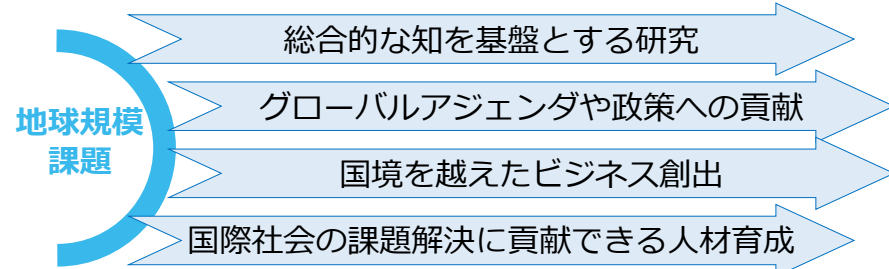 総合的な知を基盤とする研究
グローバルアジェンダや政策への貢献
地球規模
課題
国境を越えたビジネス創出
国際社会の課題解決に貢献できる人材育成